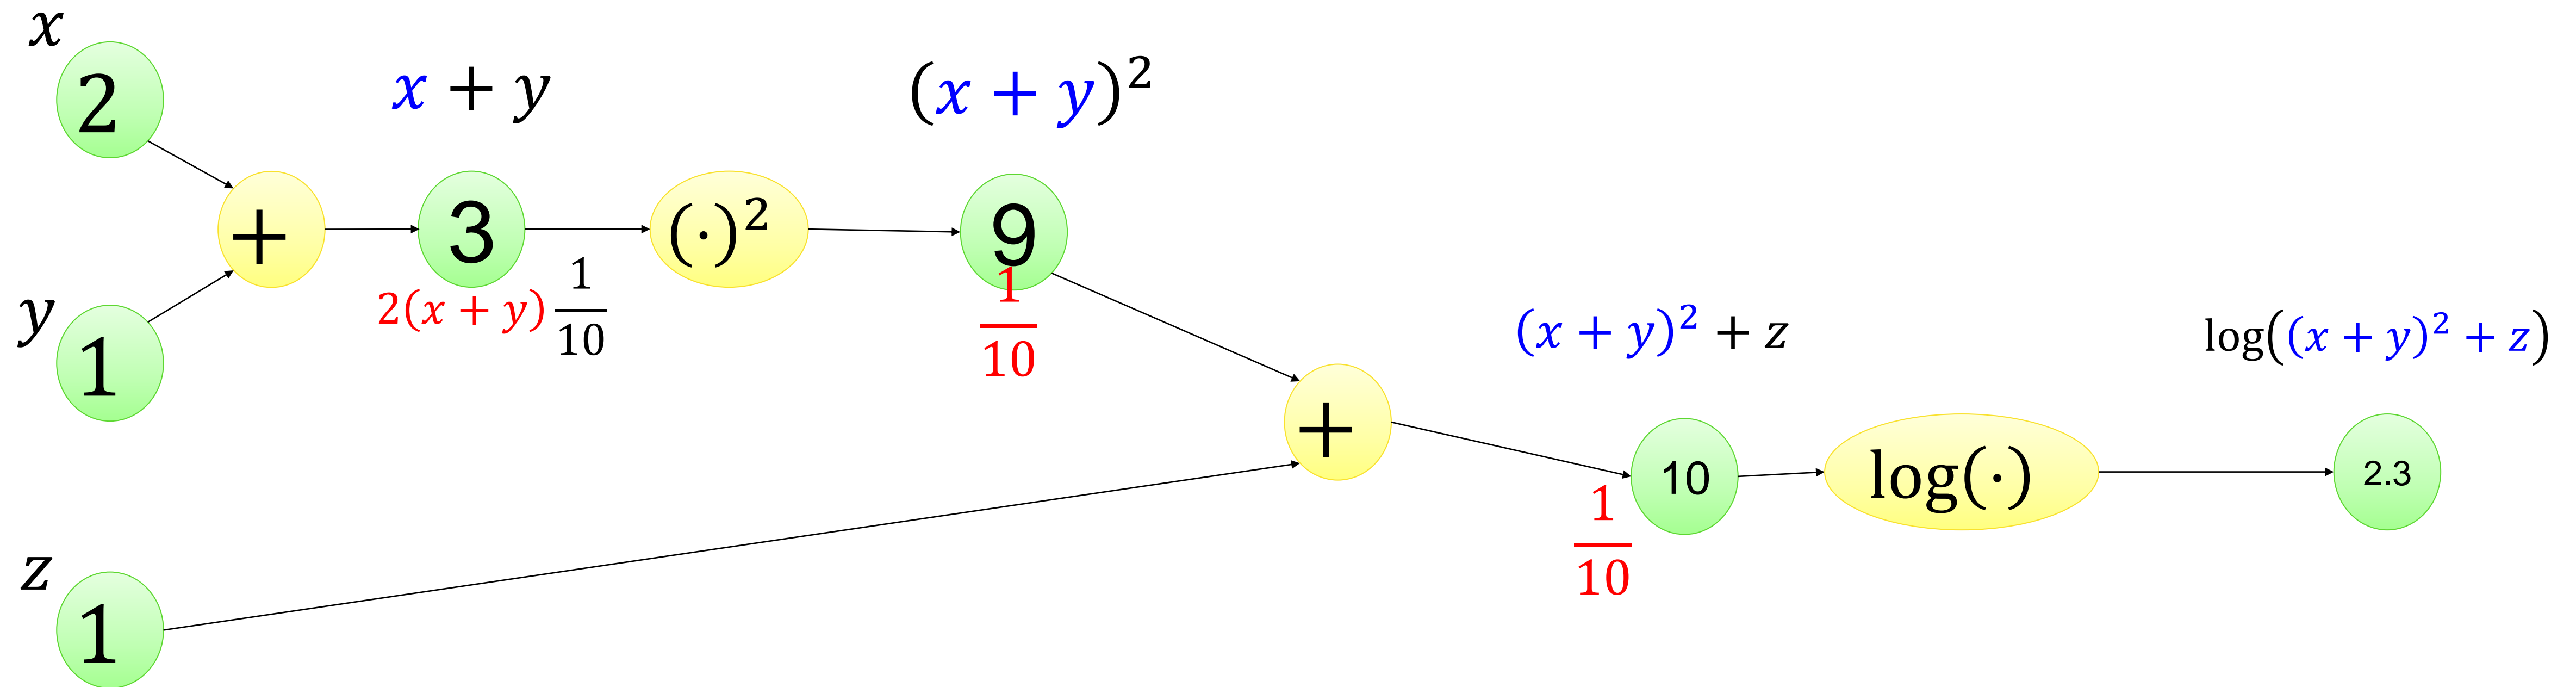 x
2
x + y
(x + y)²
+
3
(·)²
9
2(x + y) 1/10
1/10
y
1
(x + y)² + z
log((x + y)² + z)
+
10
log(·)
2.3
1/10
z
1